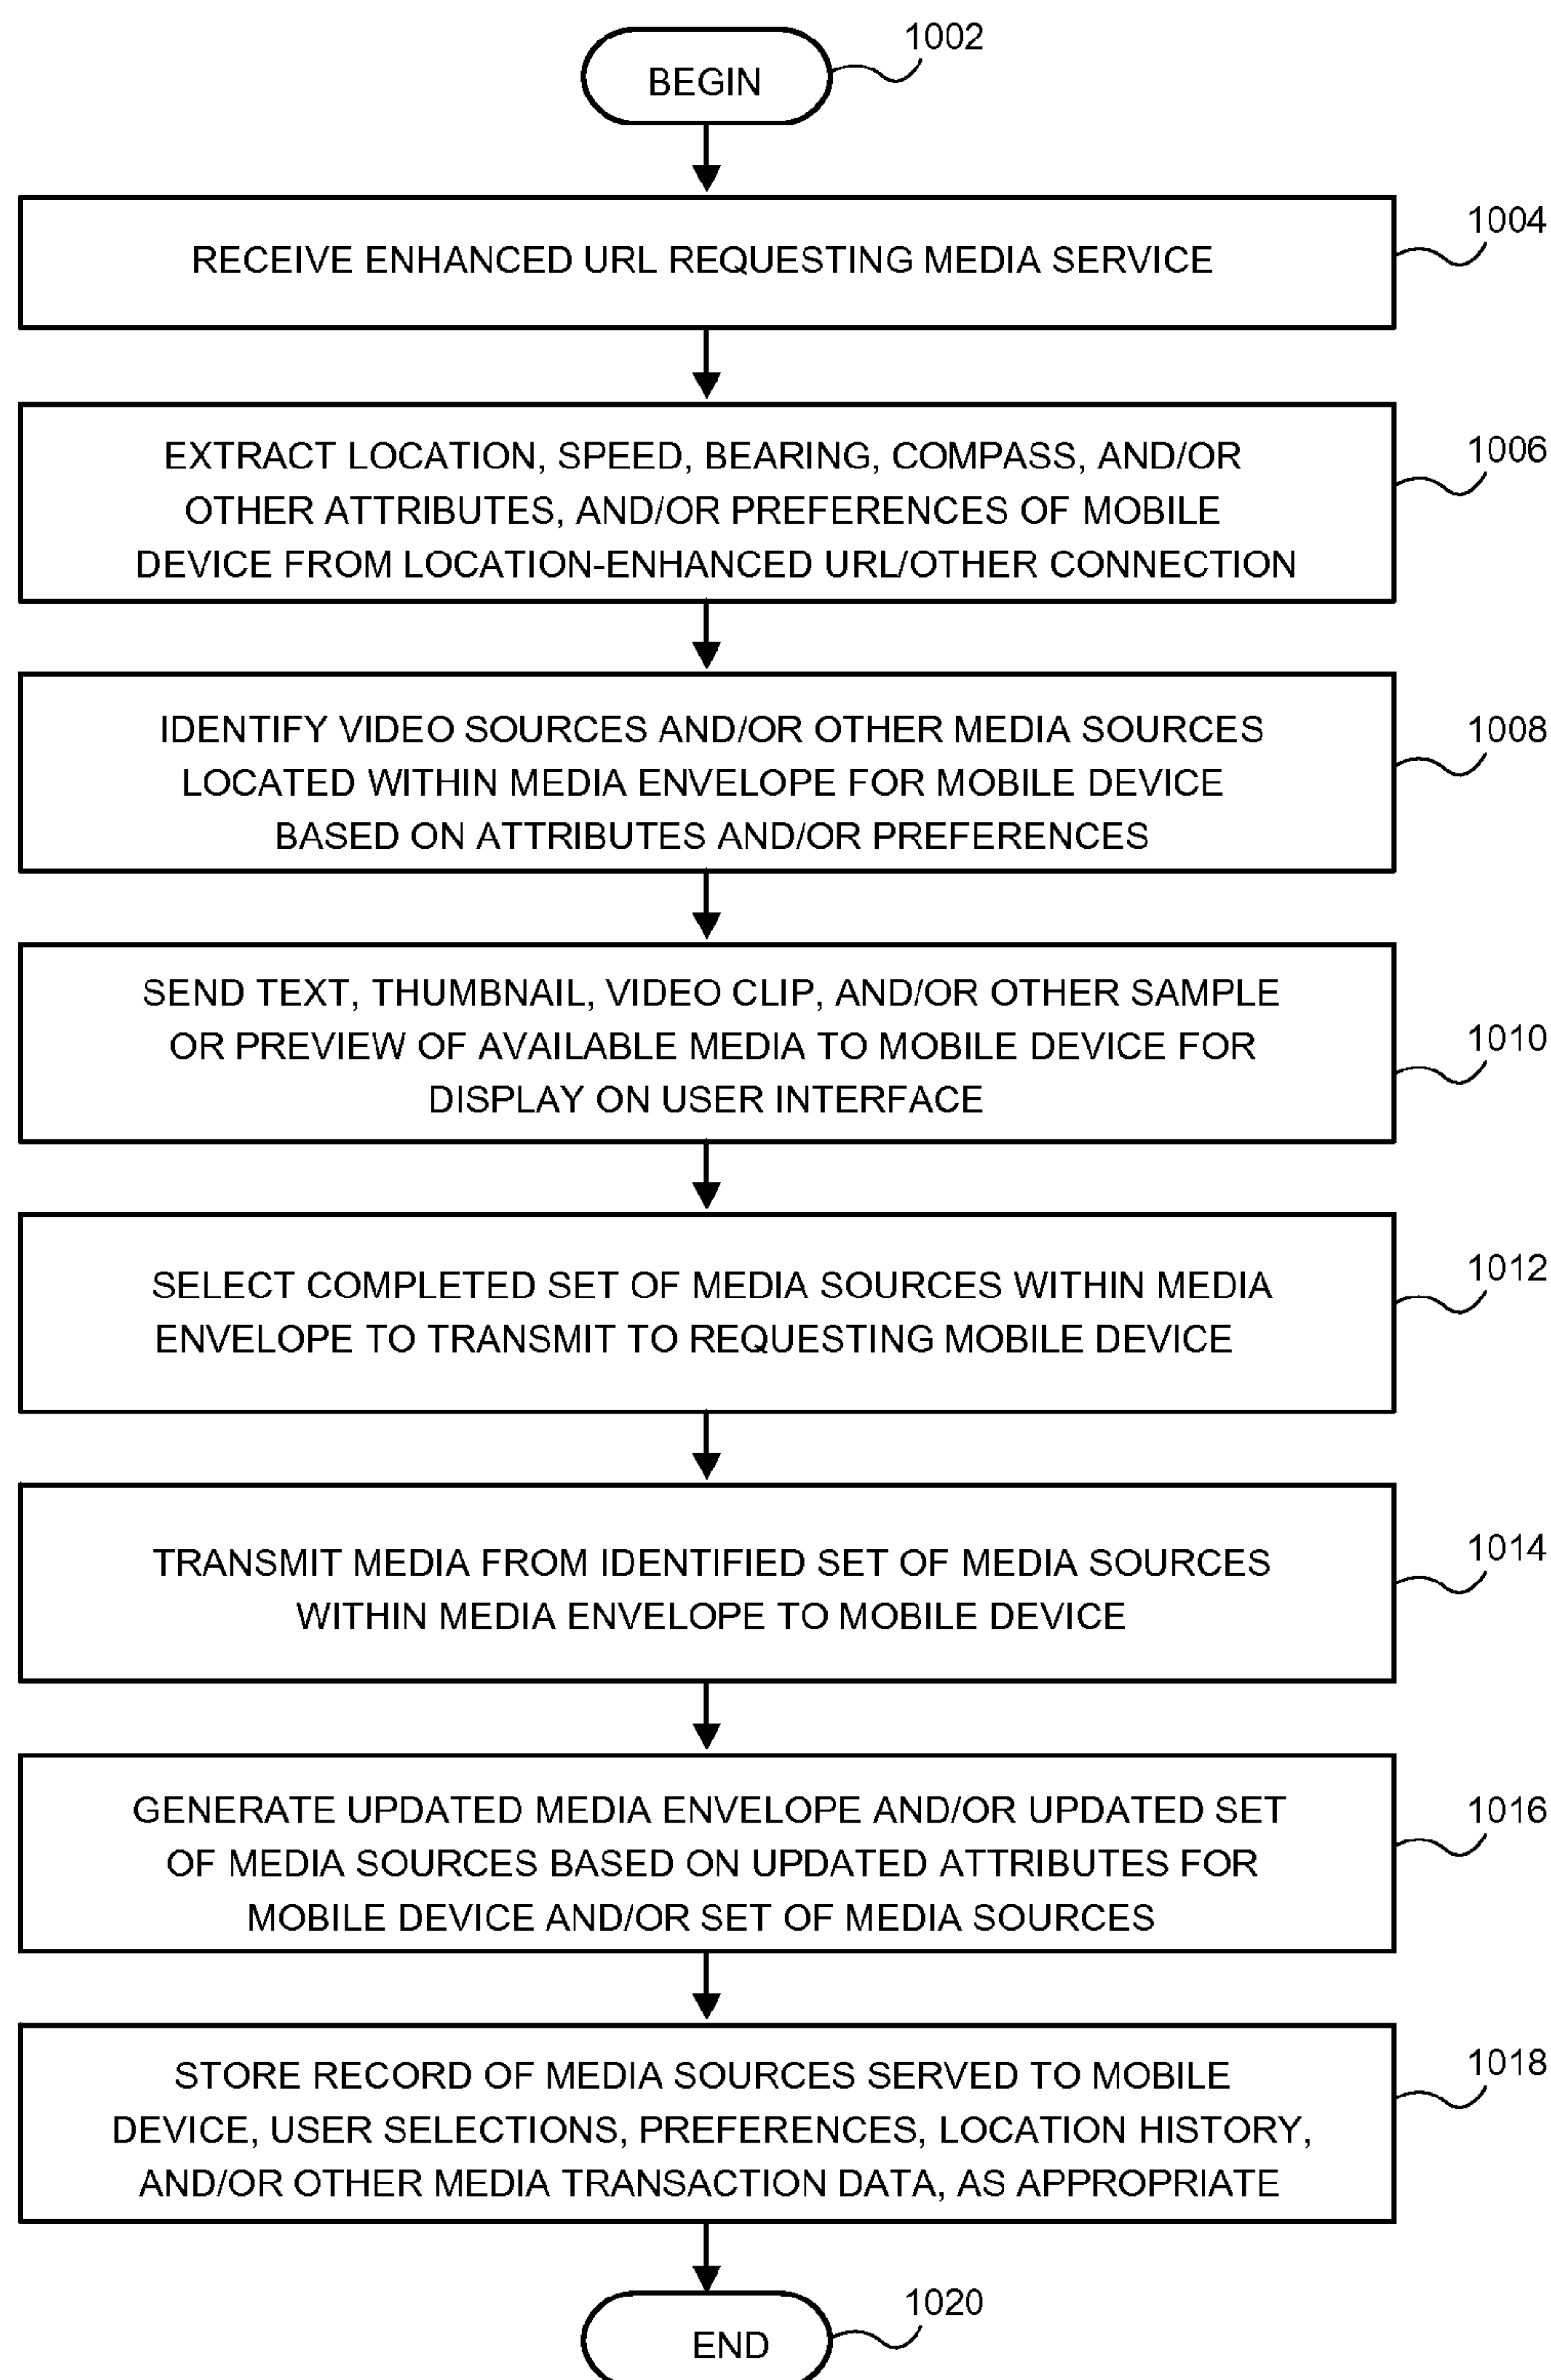 BEGIN
1002
RECEIVE ENHANCED URL REQUESTING MEDIA SERVICE
1004
EXTRACT LOCATION, SPEED, BEARING, COMPASS, AND/OR
OTHER ATTRIBUTES, AND/OR PREFERENCES OF MOBILE
DEVICE FROM LOCATION-ENHANCED URL/OTHER CONNECTION
1006
IDENTIFY VIDEO SOURCES AND/OR OTHER MEDIA SOURCES
LOCATED WITHIN MEDIA ENVELOPE FOR MOBILE DEVICE
BASED ON ATTRIBUTES AND/OR PREFERENCES
1008
SEND TEXT, THUMBNAIL, VIDEO CLIP, AND/OR OTHER SAMPLE
OR PREVIEW OF AVAILABLE MEDIA TO MOBILE DEVICE FOR
DISPLAY ON USER INTERFACE
1010
SELECT COMPLETED SET OF MEDIA SOURCES WITHIN MEDIA
ENVELOPE TO TRANSMIT TO REQUESTING MOBILE DEVICE
1012
TRANSMIT MEDIA FROM IDENTIFIED SET OF MEDIA SOURCES
WITHIN MEDIA ENVELOPE TO MOBILE DEVICE
1014
GENERATE UPDATED MEDIA ENVELOPE AND/OR UPDATED SET
OF MEDIA SOURCES BASED ON UPDATED ATTRIBUTES FOR
MOBILE DEVICE AND/OR SET OF MEDIA SOURCES
1016
STORE RECORD OF MEDIA SOURCES SERVED TO MOBILE
DEVICE, USER SELECTIONS, PREFERENCES, LOCATION HISTORY,
AND/OR OTHER MEDIA TRANSACTION DATA, AS APPROPRIATE
1018
END
1020